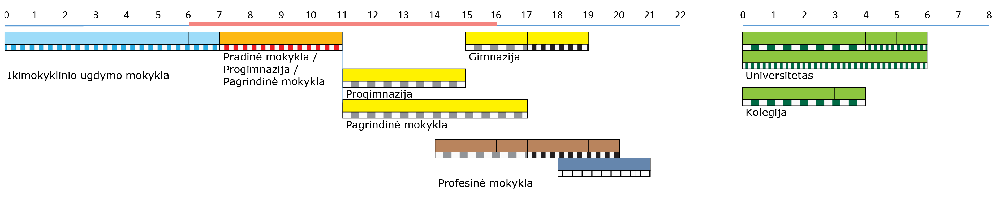 0 1 2 3 4 5 6 7 8 9 10 11 12 13 14 15 16 17 18 19 20 21 22 0 1 2 3 4 5 6 7 8
Pradinė mokykla /
Progimnazija /
Pagrindinė mokykla
Gimnazija
Ikimokyklinio ugdymo mokykla
Universitetas
Progimnazija
Kolegija
Pagrindinė mokykla
Profesinė mokykla